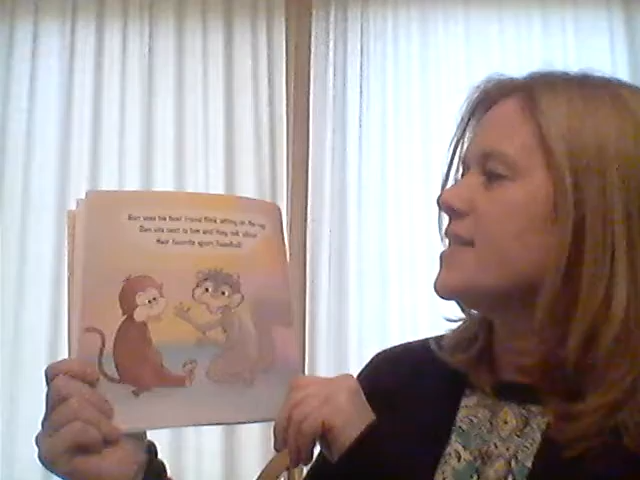 Ben sees his best friend Rick sitting on the rug.
Ben sits next to him and they talk about
their favorite sport, baseball!